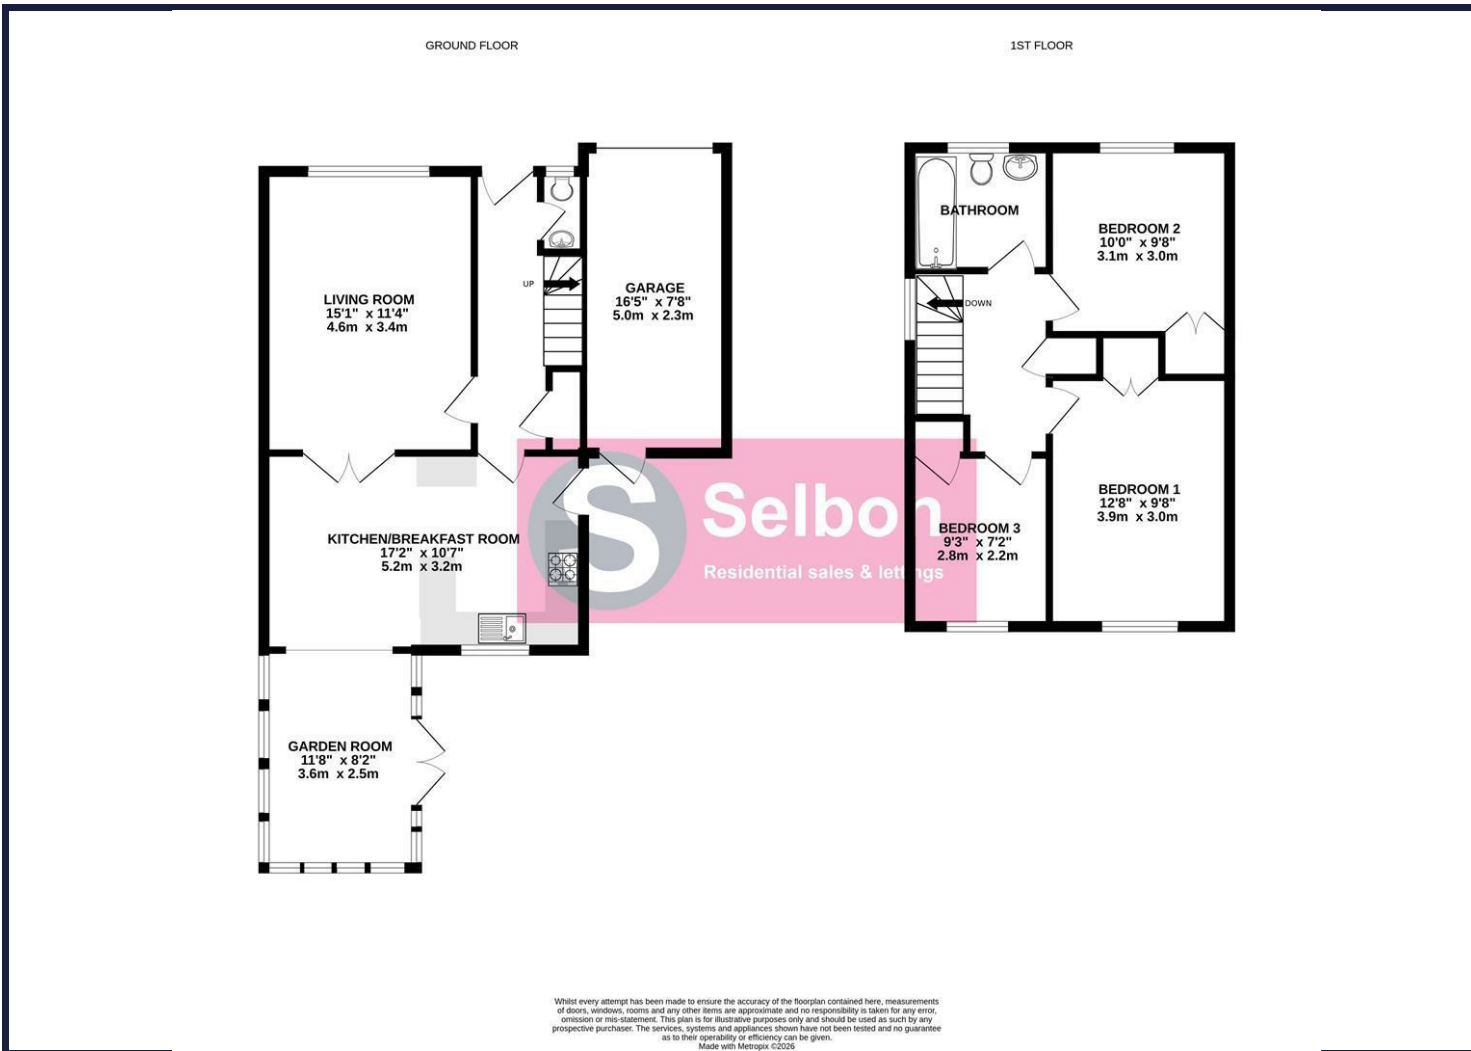 GROUND FLOOR
1ST FLOOR
LIVING ROOM
15'1" x 11'4"
4.6m x 3.4m
UP
GARAGE
16'5" x 7'8"
5.0m x 2.3m
KITCHEN/BREAKFAST ROOM
17'2" x 10'7"
5.2m x 3.2m
GARDEN ROOM
11'8" x 8'2"
3.6m x 2.5m
BATHROOM
BEDROOM 2
10'0" x 9'8"
3.1m x 3.0m
DOWN
BEDROOM 1
12'8" x 9'8"
3.9m x 3.0m
BEDROOM 3
9'3" x 7'2"
2.8m x 2.2m
S
Selbon
Residential sales & lettings
Whilst every attempt has been made to ensure the accuracy of the floorplan contained here, measurements
of doors, windows, rooms and any other items are approximate and no responsibility is taken for any error,
omission or mis-statement. This plan is for illustrative purposes only and should be used as such by any
prospective purchaser. The services, systems and appliances shown have not been tested and no guarantee
as to their operability or efficiency can be given.
Made with Metropix ©2026